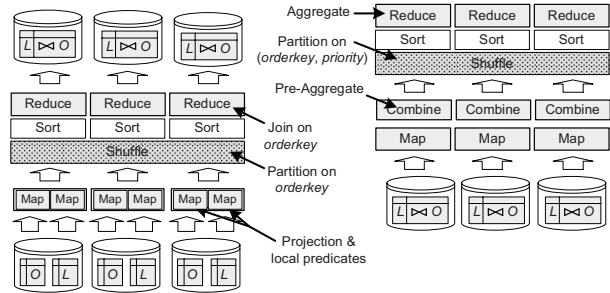 L ⋈ O L ⋈ O L ⋈ O
Reduce Reduce Reduce
Sort Sort Sort
Shuffle
Map Map Map Map Map Map
O L O L O L
Join on
orderkey
Partition on
orderkey
Projection &
local predicates
Aggregate
Partition on
(orderkey, priority)
Pre-Aggregate
Reduce Reduce Reduce
Sort Sort Sort
Shuffle
Combine Combine Combine
Map Map Map
L ⋈ O L ⋈ O L ⋈ O